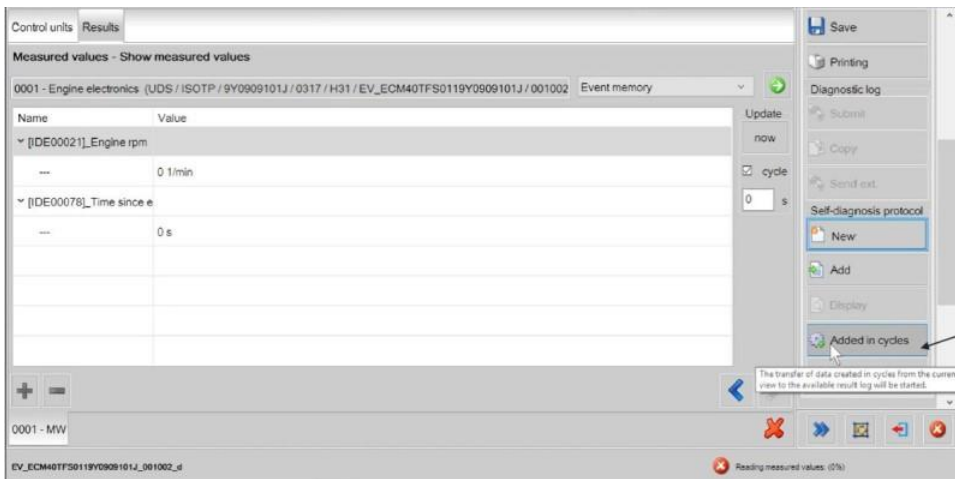 Control units Results
Measured values - Show measured values
0001 - Engine electronics (UDS / ISOTP / 9Y0909101J / 0317 / H31 / EV_ECM40TFS0119Y0909101J / 001002 Event memory
Name Value Update
[IDE00021]_Engine rpm now
--- 0 1/min cycle
[IDE00078]_Time since e 0 s
--- 0 s
0001 - MW
EV_ECM40TFS0119Y0909101J_001002_d Reading measured values: (0%)
Save
Printing
Diagnostic log
Submit
Copy
Send ext.
Self-diagnosis protocol
New
Add
Display
Added in cycles
The transfer of data created in cycles from the curren
view to the available result log will be started.